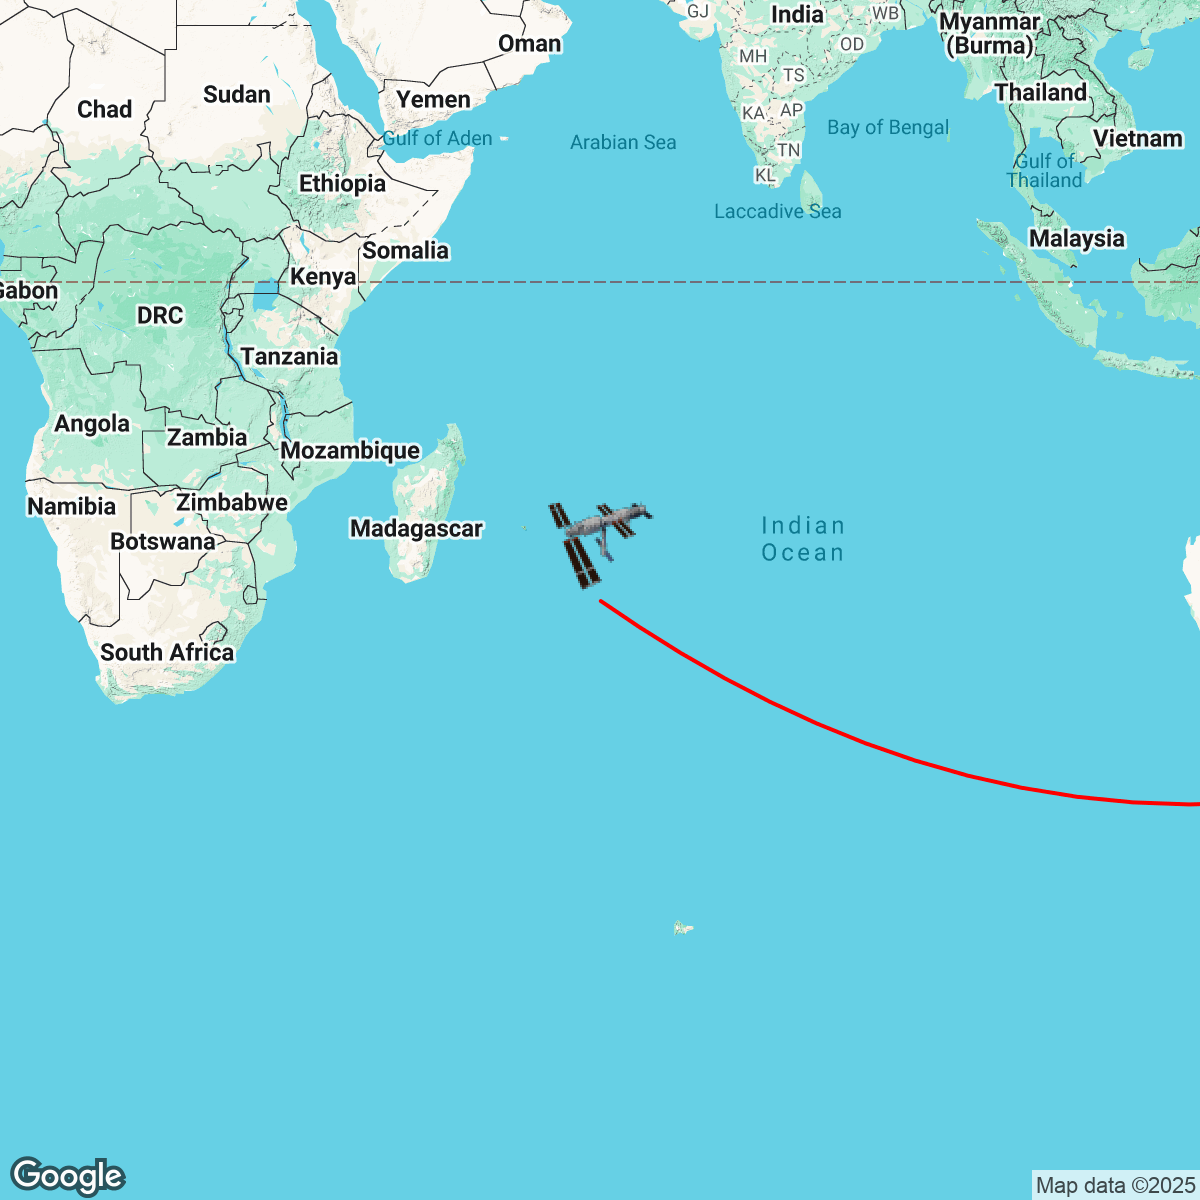 GJ
India
WB
Myanmar
(Burma)
Oman
MH
OD
TS
Sudan
Chad
Yemen
Thailand
KA
AP
Gulf of Aden
Arabian Sea
Bay of Bengal
Vietnam
TN
Gulf of
Thailand
KL
Ethiopia
Laccadive Sea
Malaysia
Somalia
Kenya
Gabon
DRC
Tanzania
Angola
Zambia
Mozambique
Namibia
Zimbabwe
Madagascar
Indian
Ocean
Botswana
South Africa
Google
Map data ©2025